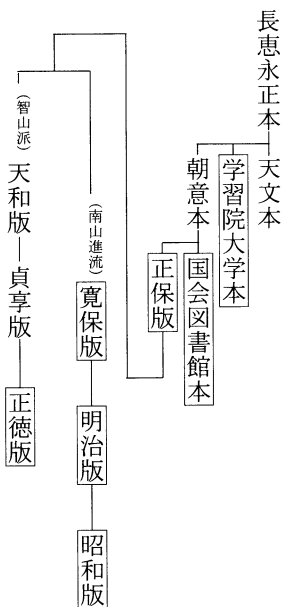 長恵永正本
天文本
学習院大学本
朝意本
国会図書館本
正保版
（南山進流）寛保版
明治版
昭和版
（智山派）天和版
貞享版
正徳版